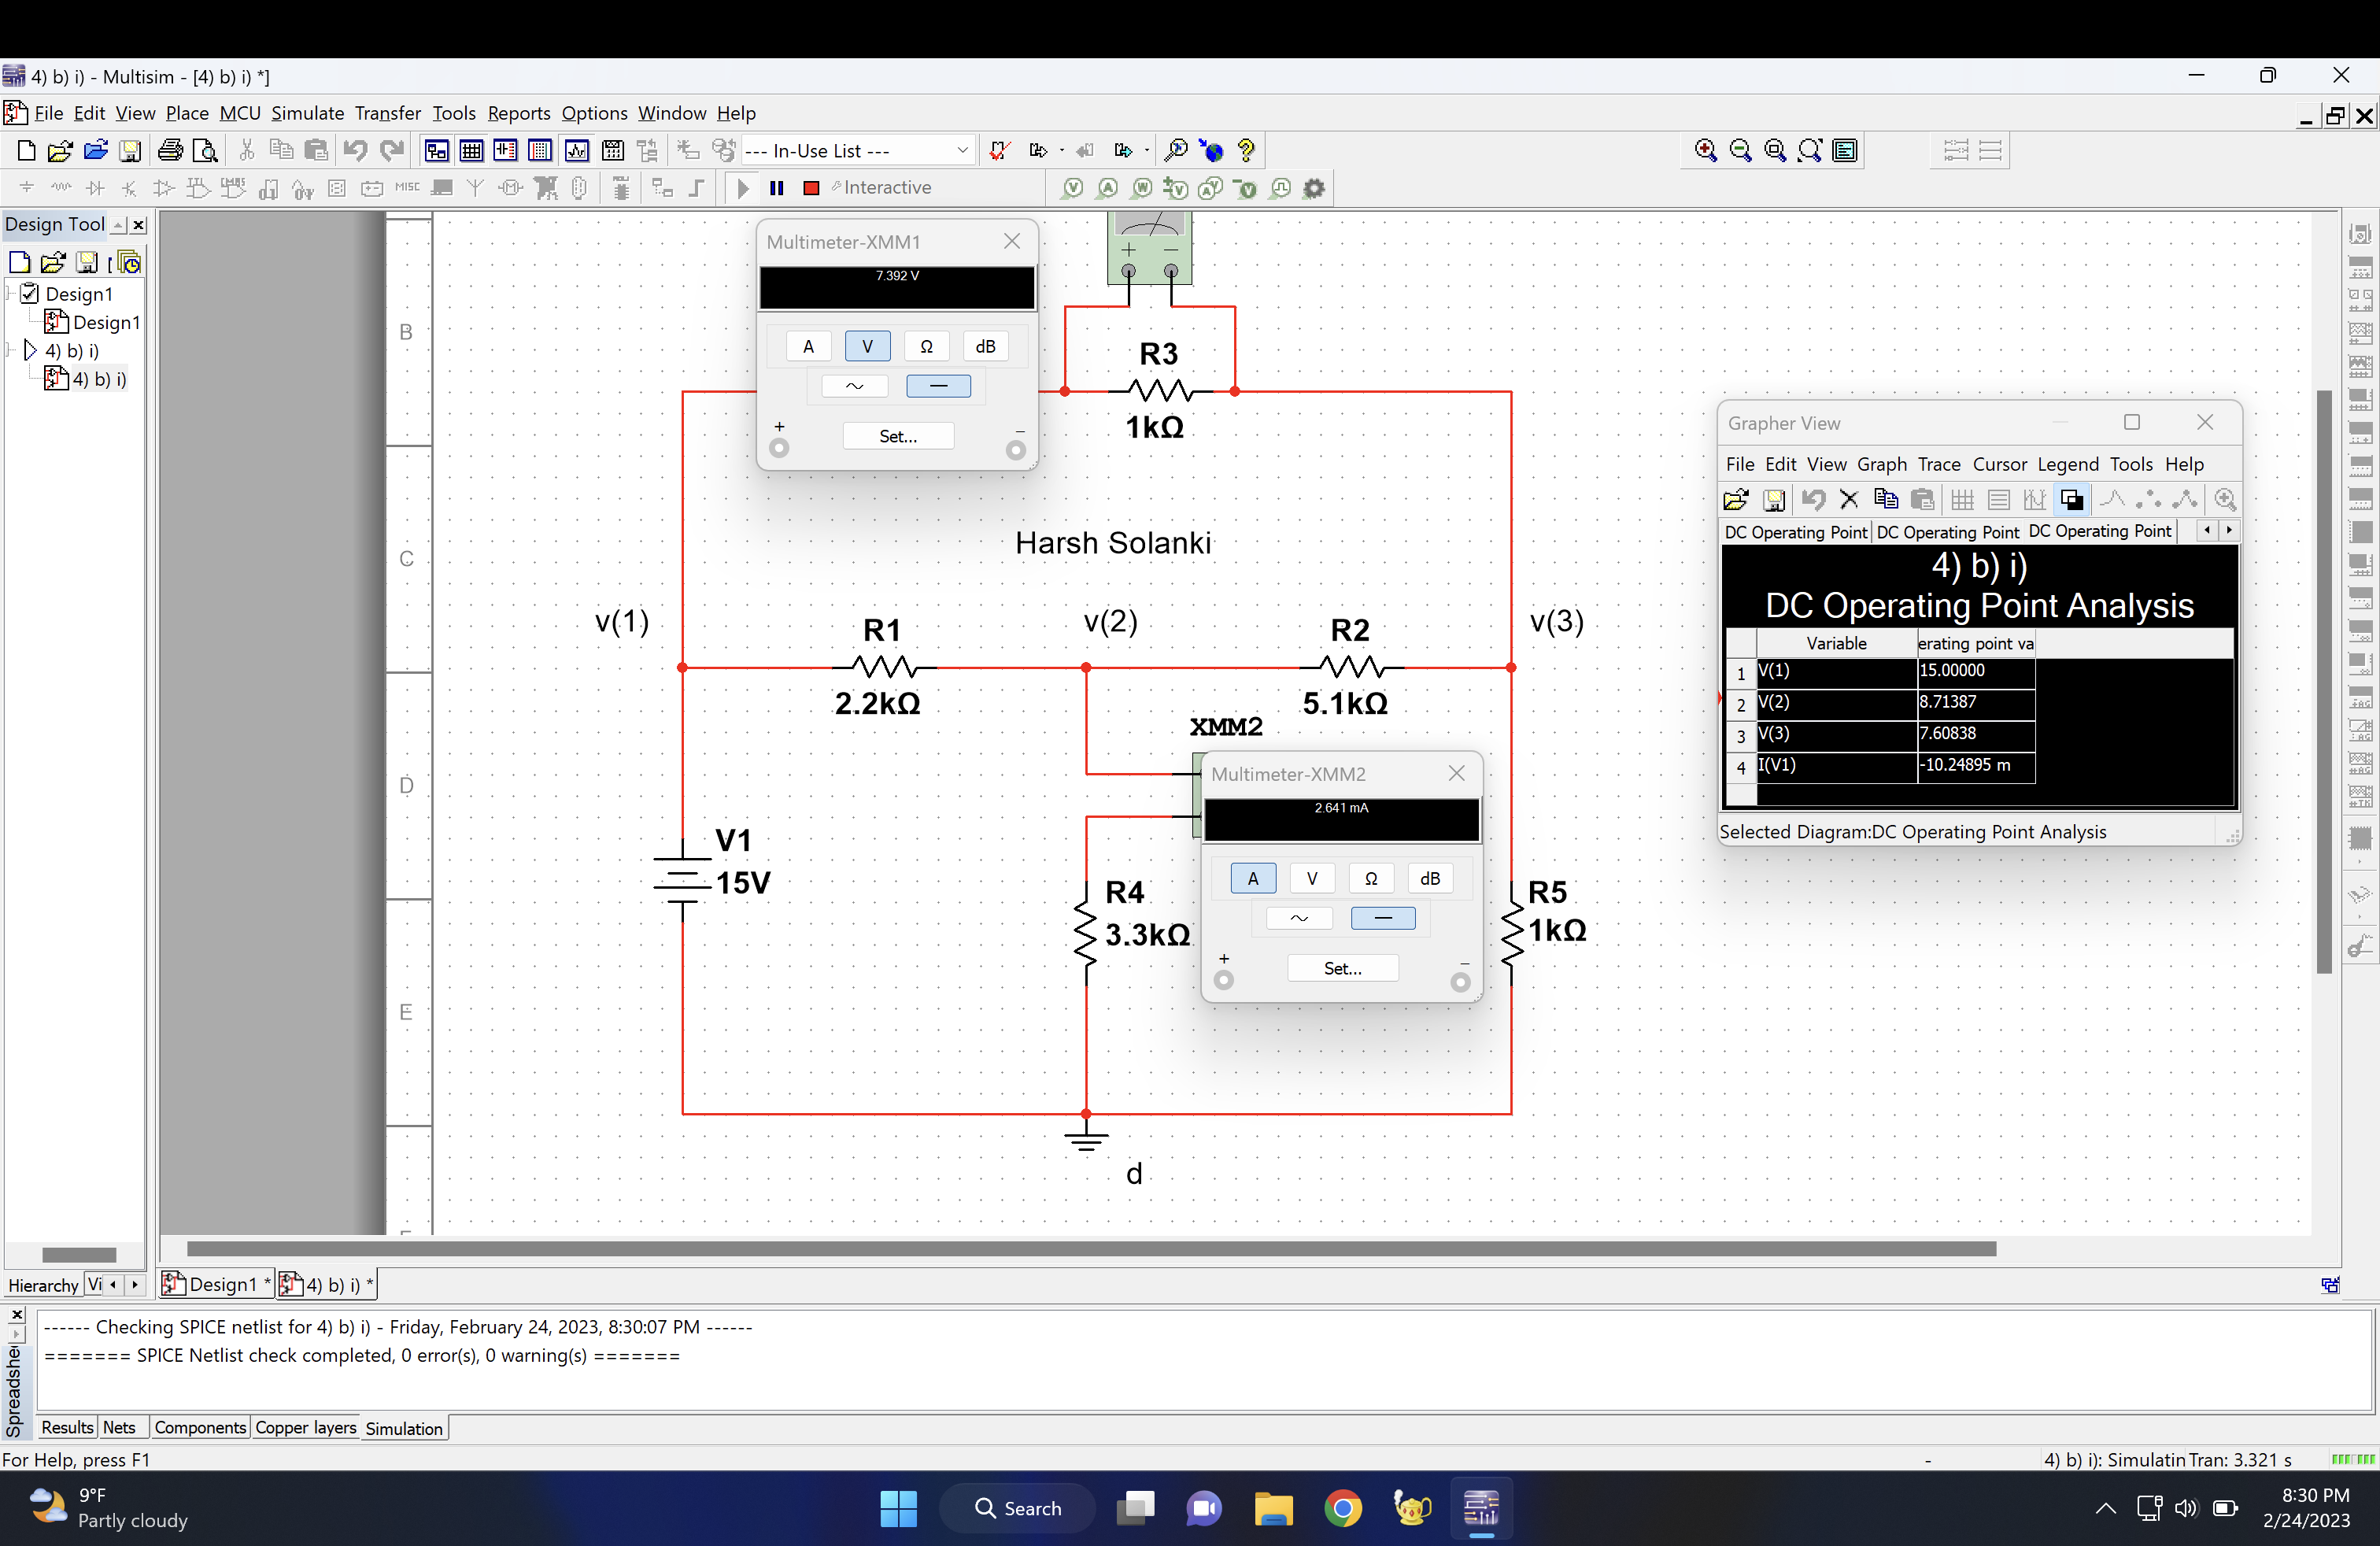 4) b) i) - Multisim - [4) b) i) *]
File Edit View Place MCU Simulate Transfer Tools Reports Options Window Help
--- In-Use List ---
MISC
Interactive
Design Tool
Design1
Design1
4) b) i)
4) b) i)
B
C
D
E
Multimeter-XMM1
7.392 V
A V Ω dB
Set...
+ −
R3
1kΩ
Harsh Solanki
v(1)
v(2)
v(3)
R1
2.2kΩ
R2
5.1kΩ
XMM2
Multimeter-XMM2
2.641 mA
A V Ω dB
Set...
+ −
V1
15V
R4
3.3kΩ
R5
1kΩ
d
Grapher View
File Edit View Graph Trace Cursor Legend Tools Help
DC Operating Point DC Operating Point DC Operating Point
4) b) i)
DC Operating Point Analysis
Variable erating point va
1 V(1) 15.00000
2 V(2) 8.71387
3 V(3) 7.60838
4 I(V1) -10.24895 m
Selected Diagram:DC Operating Point Analysis
Hierarchy Vi
Design1 * 4) b) i) *
------ Checking SPICE netlist for 4) b) i) - Friday, February 24, 2023, 8:30:07 PM ------
======= SPICE Netlist check completed, 0 error(s), 0 warning(s) =======
Spreadshe
Results Nets Components Copper layers Simulation
For Help, press F1
- 4) b) i): Simulatin Tran: 3.321 s
9°F
Partly cloudy
Search
8:30 PM
2/24/2023